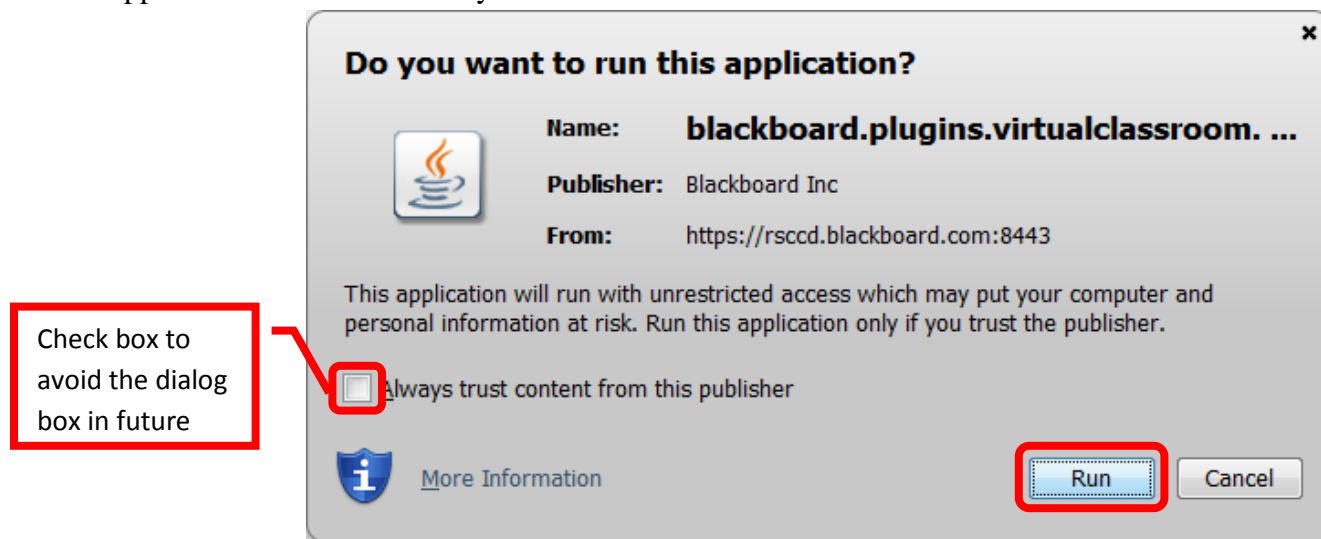 Do you want to run this application?
Name: blackboard.plugins.virtualclassroom. ...
Publisher: Blackboard Inc
From: https://rsccd.blackboard.com:8443
This application will run with unrestricted access which may put your computer and
personal information at risk. Run this application only if you trust the publisher.
Check box to
avoid the dialog
box in future
Always trust content from this publisher
More Information
Run Cancel